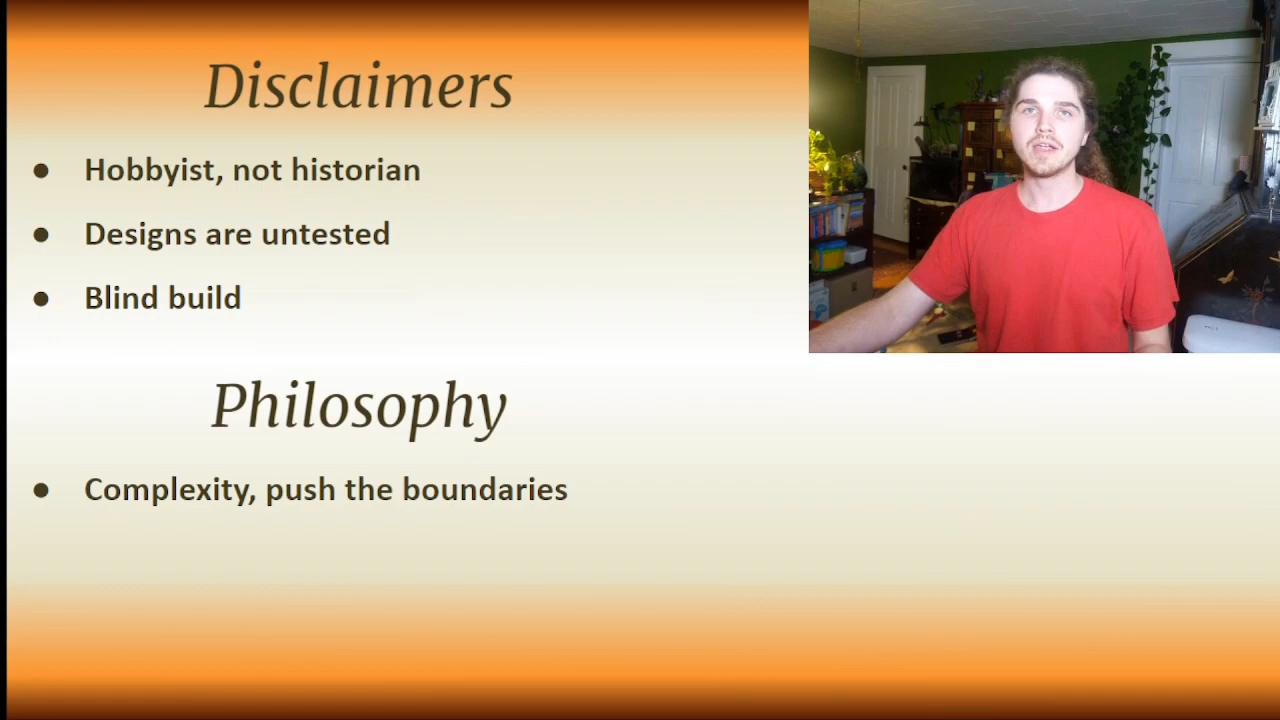 Disclaimers
● Hobbyist, not historian
● Designs are untested
● Blind build
Philosophy
● Complexity, push the boundaries